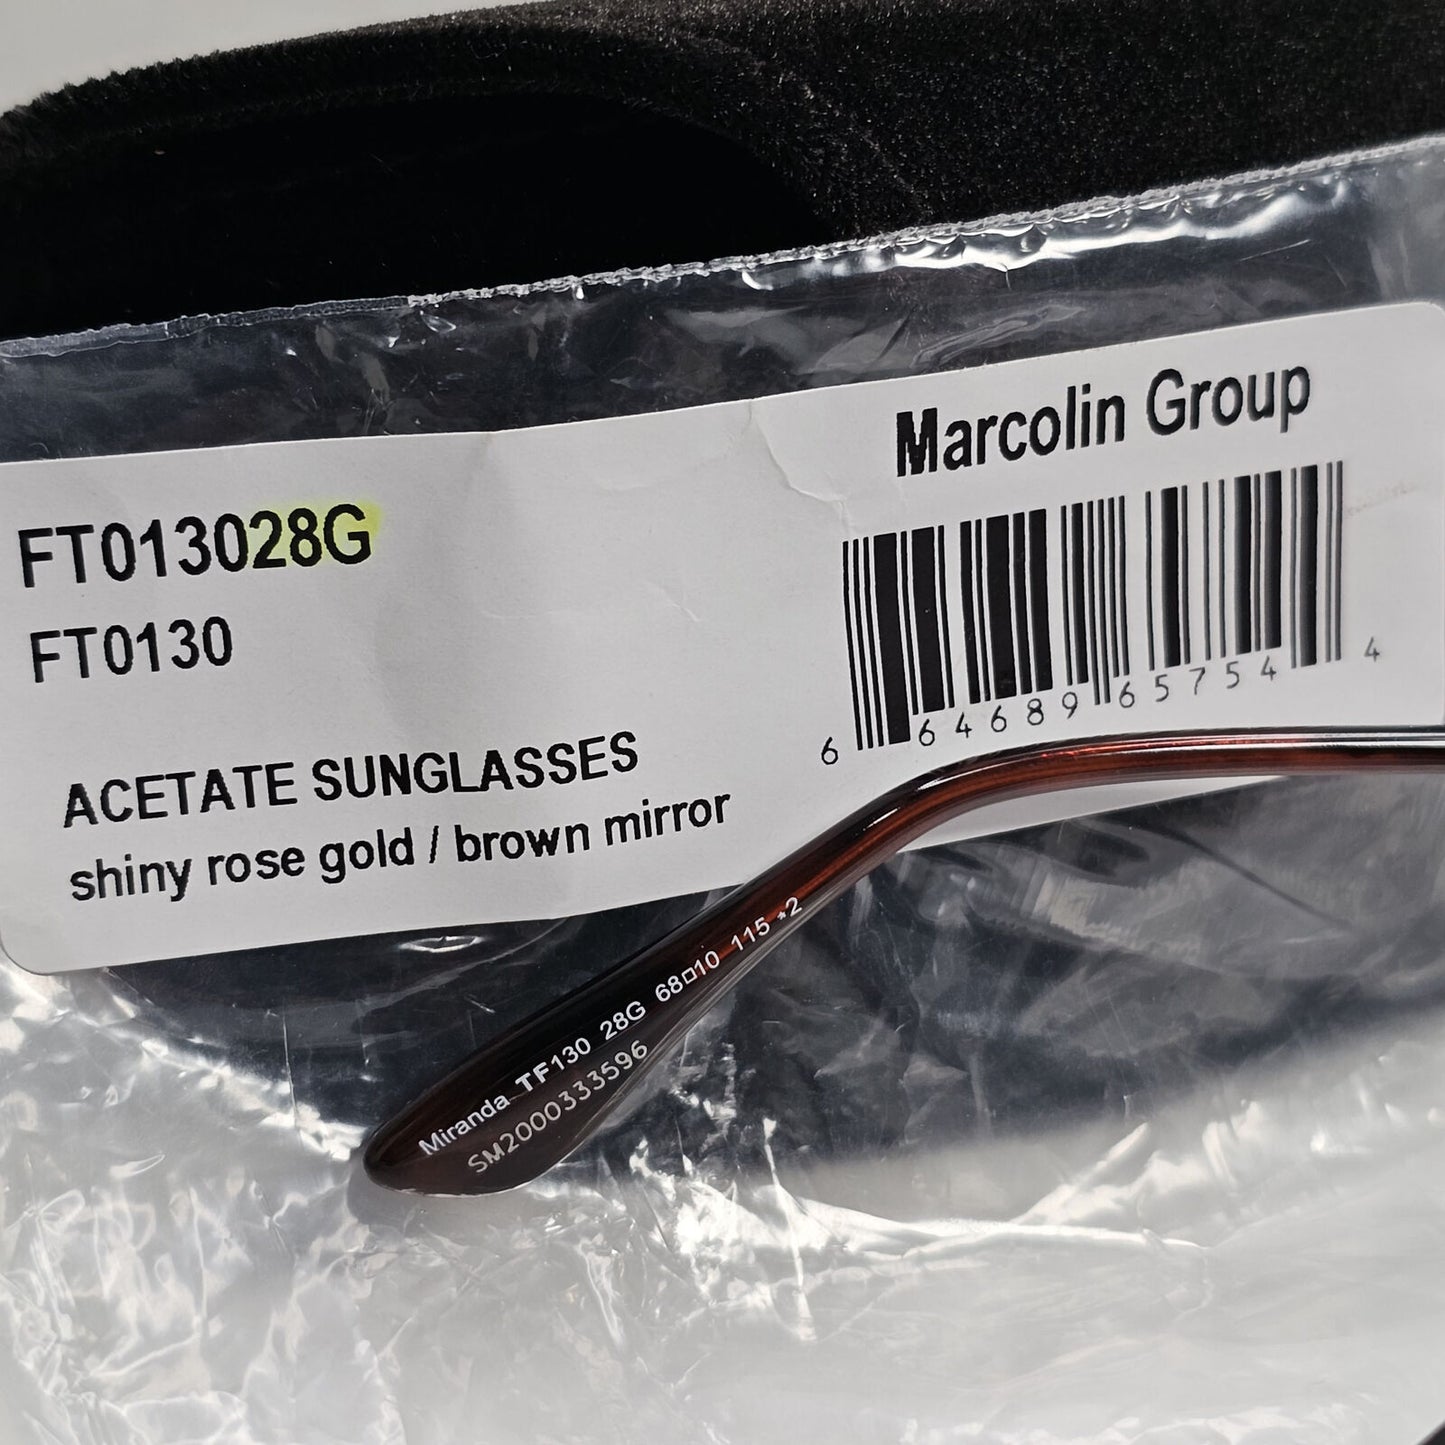 Marcolin Group
FT013028G
FT0130
6 64689 65754 4
ACETATE SUNGLASSES
shiny rose gold / brown mirror
Miranda TF130 28G 68□10 115 *2
SM2000333596